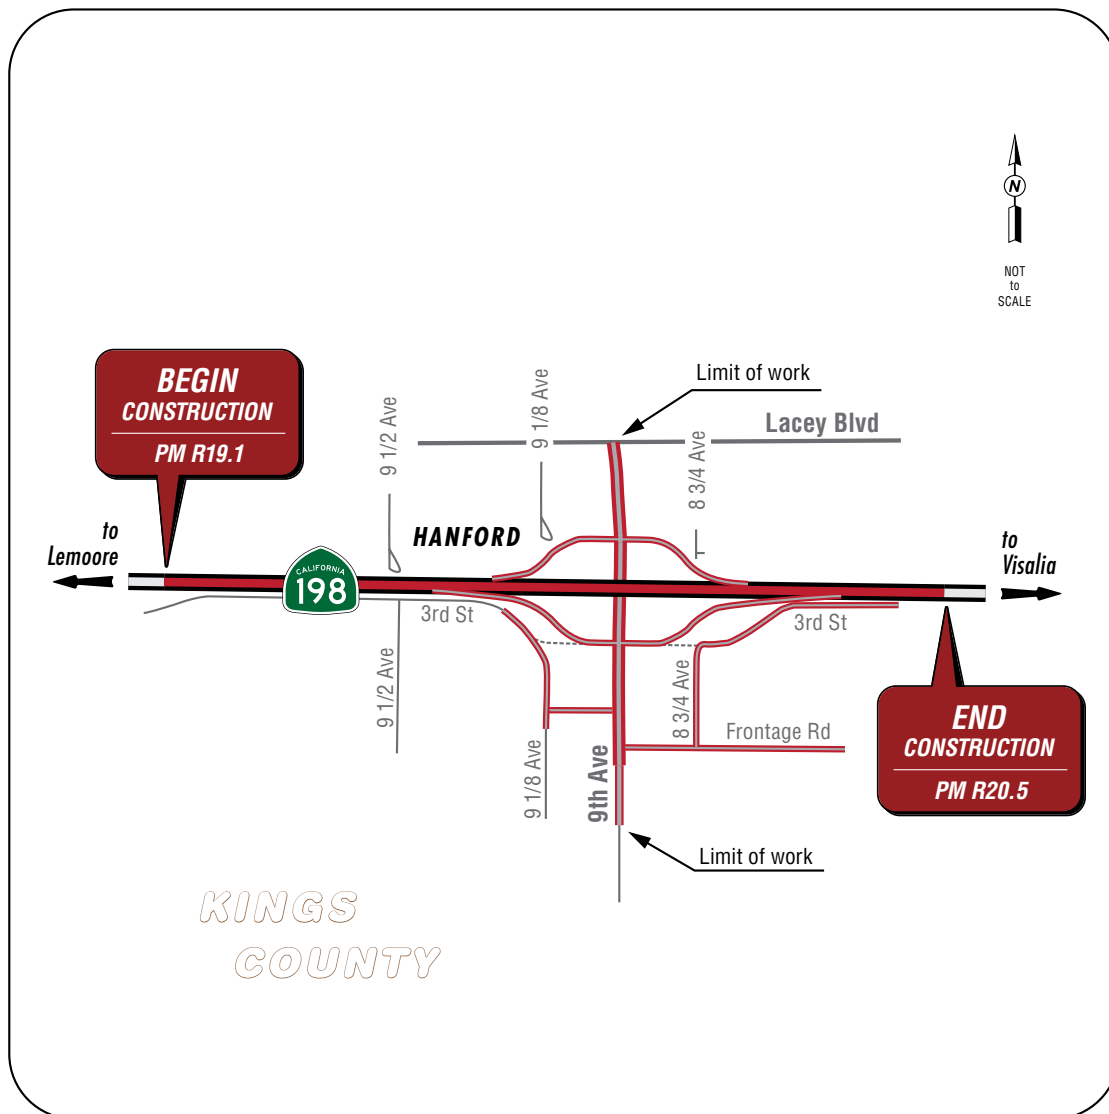 N
NOT
to
SCALE
BEGIN
CONSTRUCTION
PM R19.1
Limit of work
Lacey Blvd
9 1/2 Ave
9 1/8 Ave
8 3/4 Ave
to
Lemoore
HANFORD
to
Visalia
CALIFORNIA
198
3rd St
3rd St
9 1/2 Ave
8 3/4 Ave
9 1/8 Ave
9th Ave
Frontage Rd
END
CONSTRUCTION
PM R20.5
Limit of work
KINGS
COUNTY